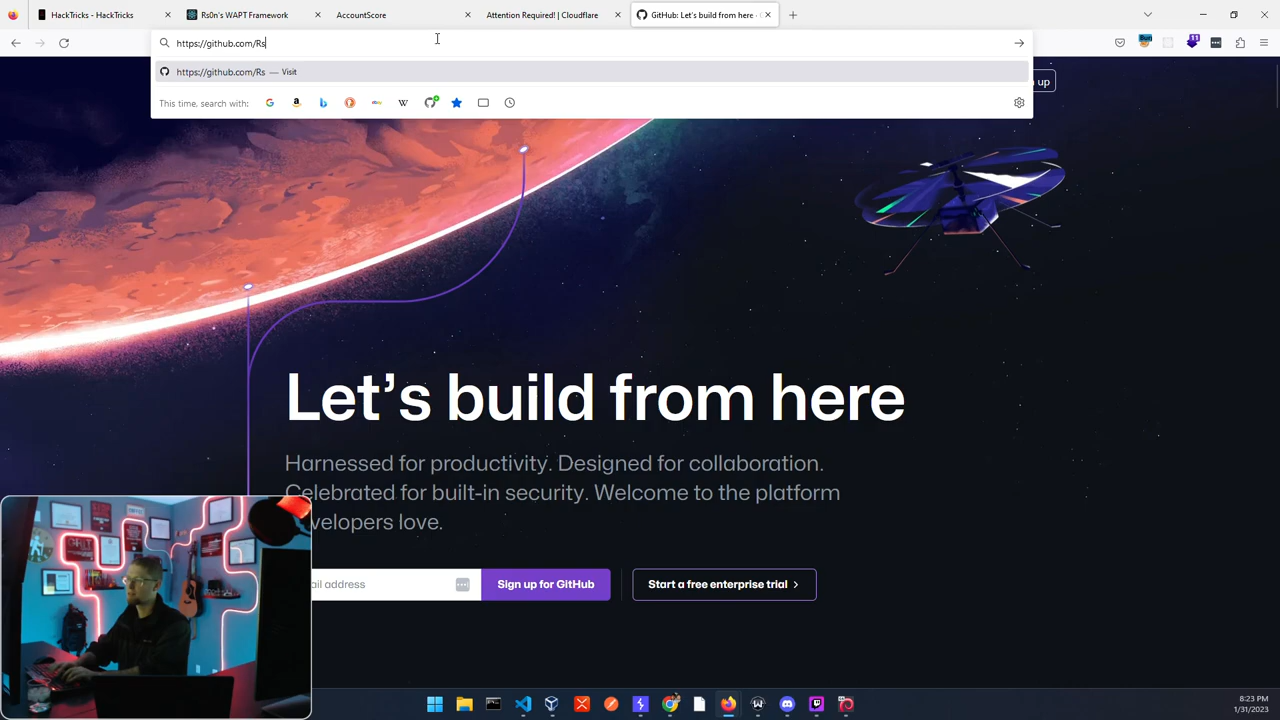 HackTricks - HackTricks
Rs0n's WAPT Framework
AccountScore
Attention Required! | Cloudflare
GitHub: Let's build from here ·
https://github.com/Rs
https://github.com/Rs — Visit
This time, search with:
11
up
Let's build from here
Harnessed for productivity. Designed for collaboration.
Celebrated for built-in security. Welcome to the platform
developers love.
ail address
Sign up for GitHub
Start a free enterprise trial
8:23 PM
1/31/2023